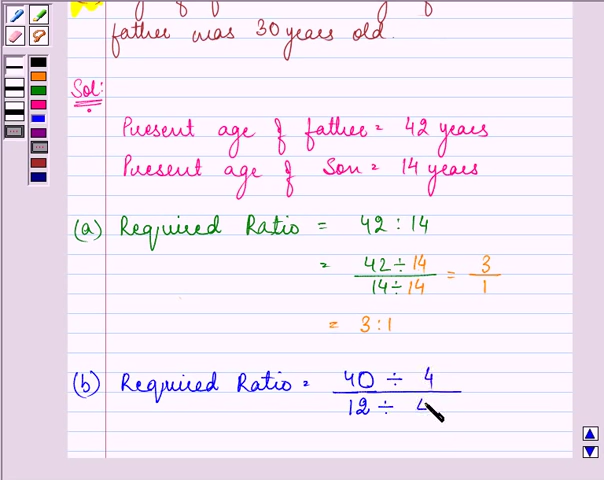 father was 30 years old.
Sol:
Present age of father = 42 years
Present age of Son = 14 years
(a) Required Ratio = 42 : 14
= 42 ÷ 14 / 14 ÷ 14 = 3 / 1
= 3 : 1
(b) Required Ratio = 40 ÷ 4 / 12 ÷ 4